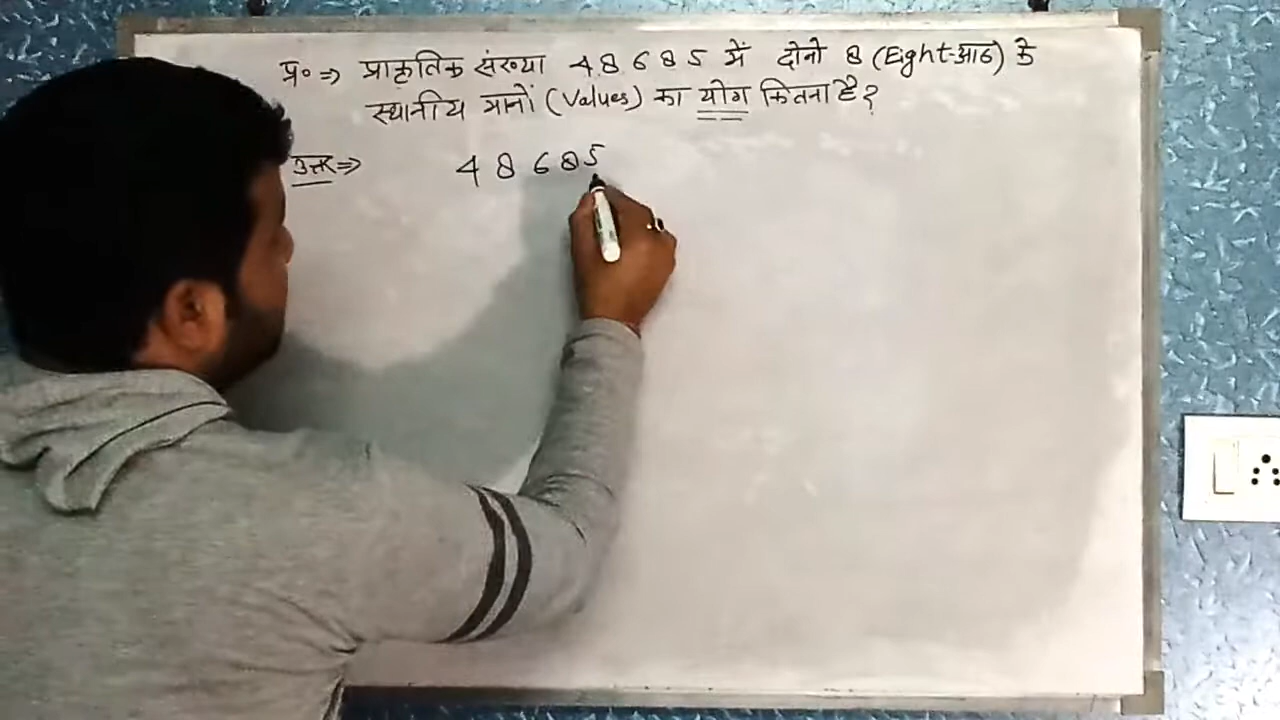 प्र० ⇒ प्राकृतिक संख्या 48685 में दोनो 8 (Eight-आठ) के
स्थानीय मानों (Values) का योग कितना है?
उत्तर ⇒ 48685